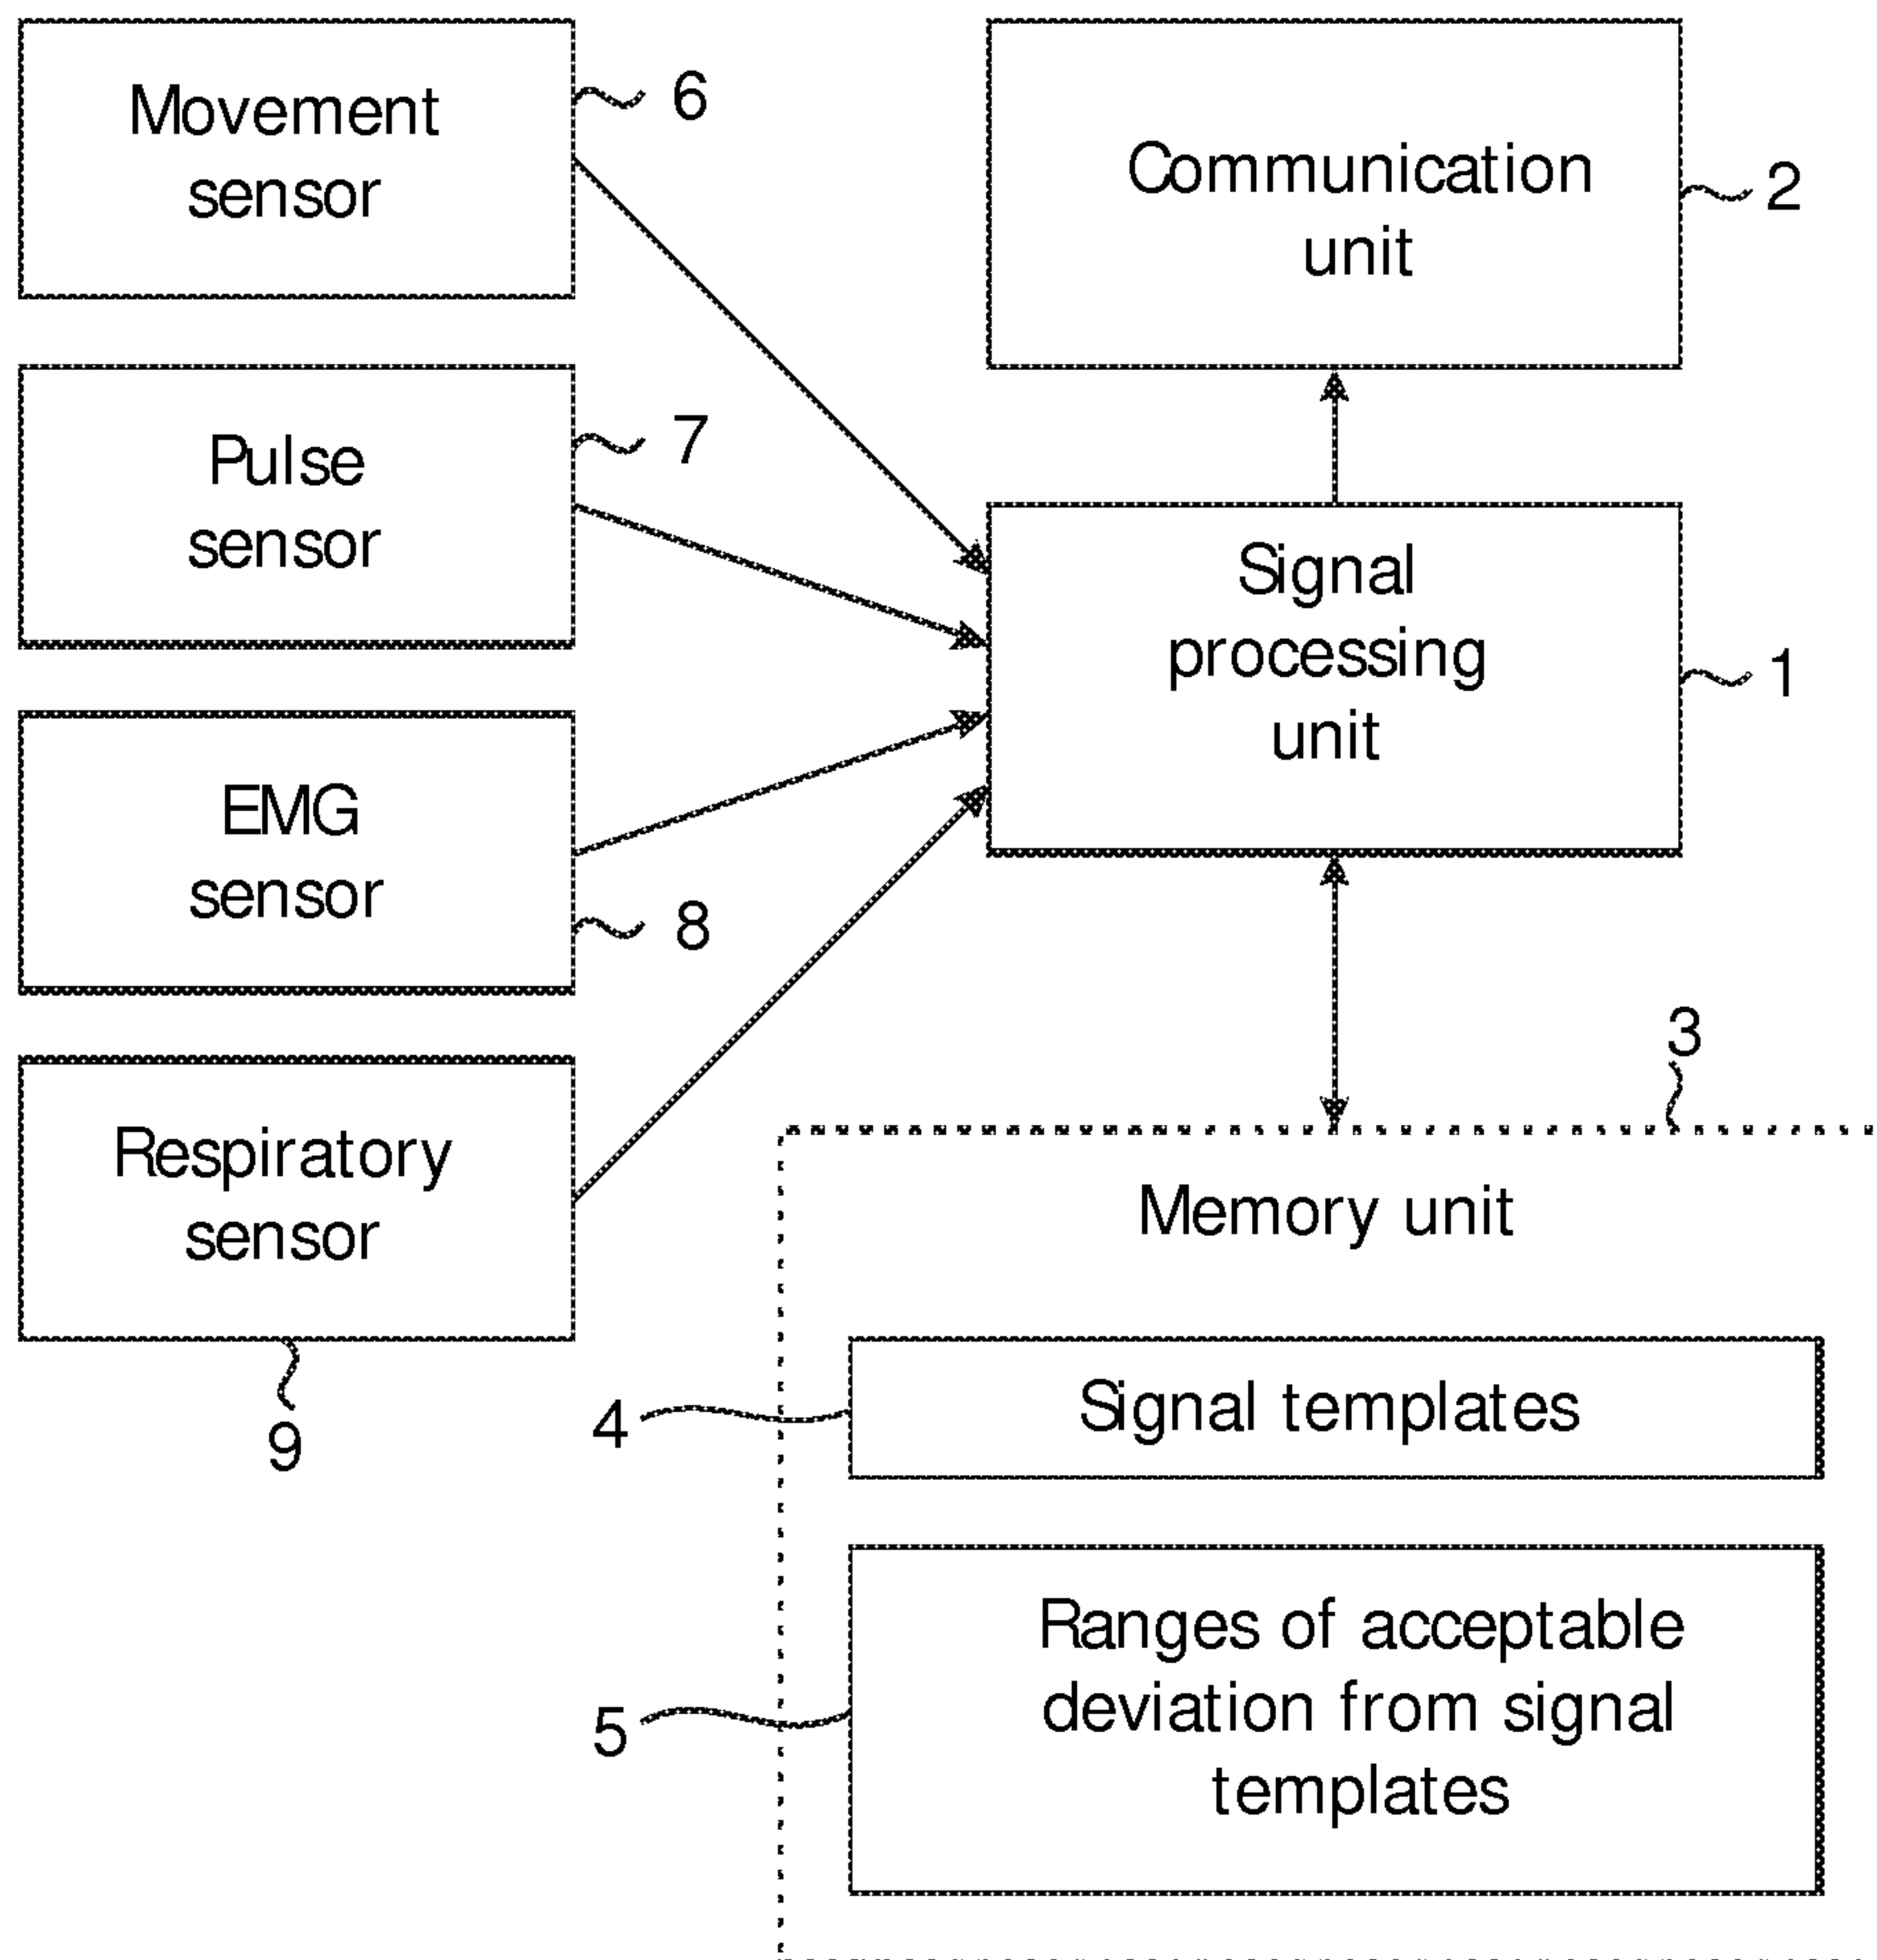 Movement
sensor
6
Communication
unit
2
Pulse
sensor
7
Signal
processing
unit
1
EMG
sensor
8
Respiratory
sensor
9
3
Memory unit
4
Signal templates
5
Ranges of acceptable
deviation from signal
templates